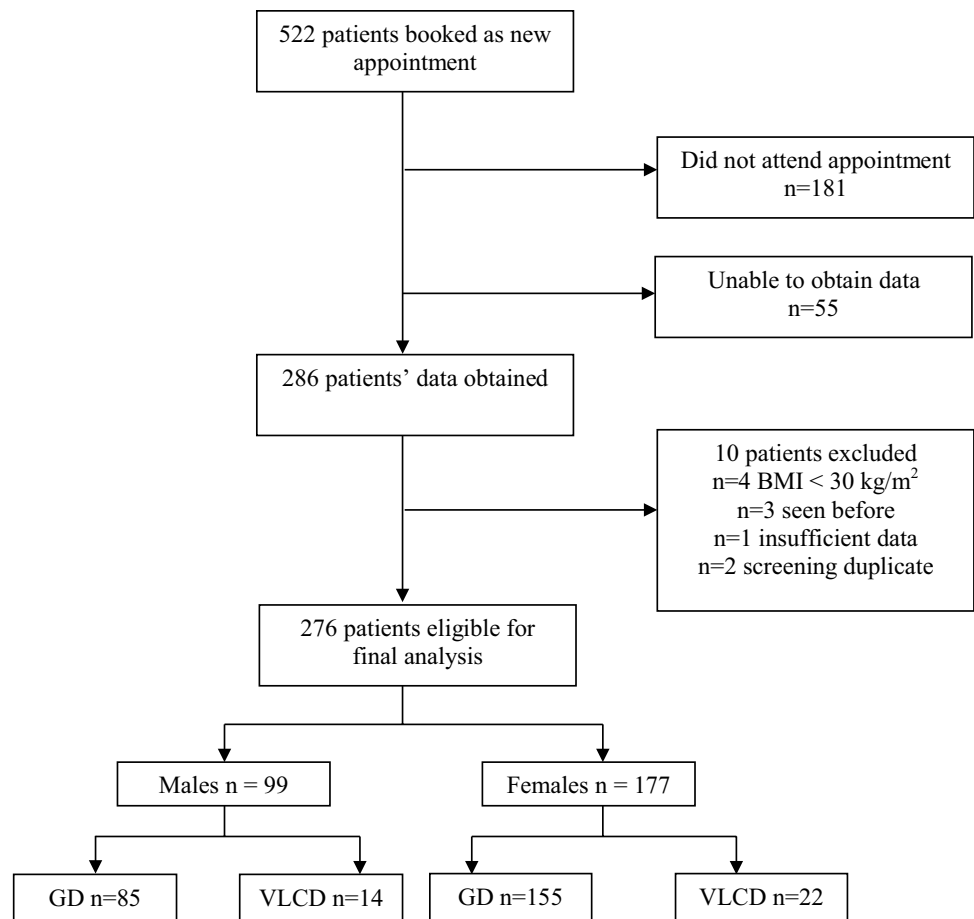 522 patients booked as new
appointment
Did not attend appointment
n=181
Unable to obtain data
n=55
286 patients’ data obtained
10 patients excluded
n=4 BMI < 30 kg/m²
n=3 seen before
n=1 insufficient data
n=2 screening duplicate
276 patients eligible for
final analysis
Males n = 99
Females n = 177
GD n=85
VLCD n=14
GD n=155
VLCD n=22